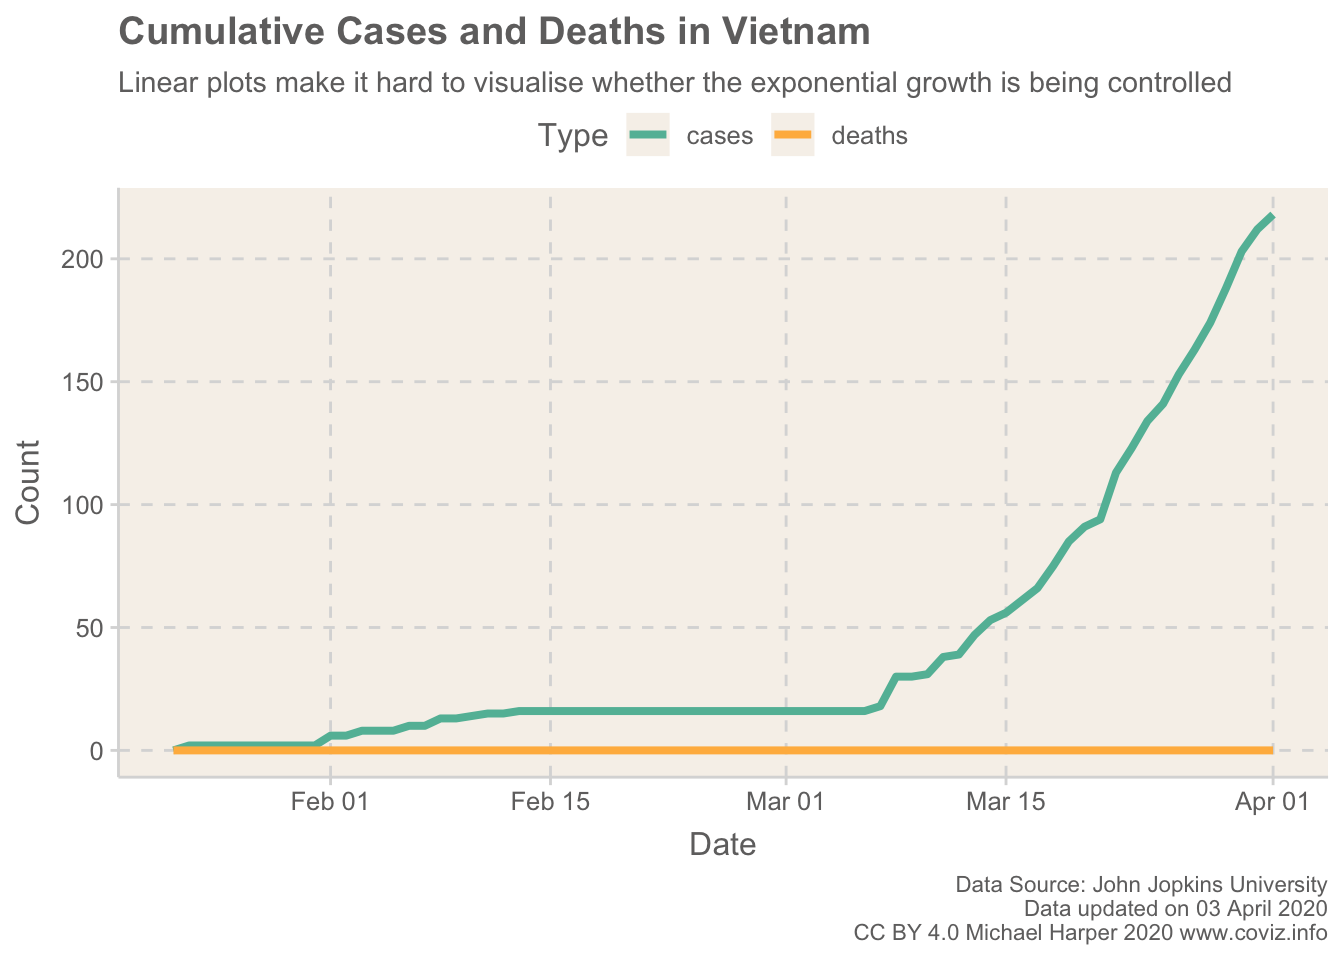 Cumulative Cases and Deaths in Vietnam
Linear plots make it hard to visualise whether the exponential growth is being controlled
Type cases deaths
Count
200
150
100
50
0
Feb 01 Feb 15 Mar 01 Mar 15 Apr 01
Date
Data Source: John Jopkins University
Data updated on 03 April 2020
CC BY 4.0 Michael Harper 2020 www.coviz.info